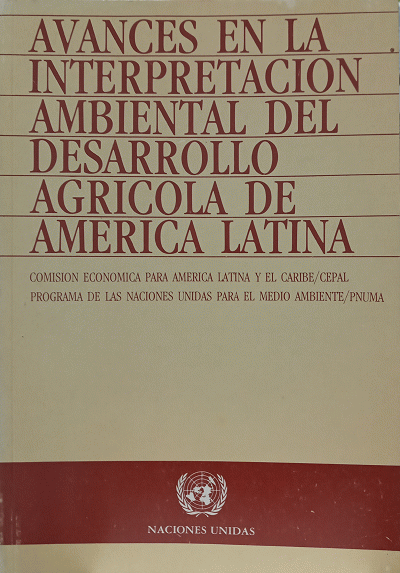 AVANCES EN LA
INTERPRETACION
AMBIENTAL DEL
DESARROLLO
AGRICOLA DE
AMERICA LATINA
COMISION ECONOMICA PARA AMERICA LATINA Y EL CARIBE/CEPAL
PROGRAMA DE LAS NACIONES UNIDAS PARA EL MEDIO AMBIENTE/PNUMA
NACIONES UNIDAS